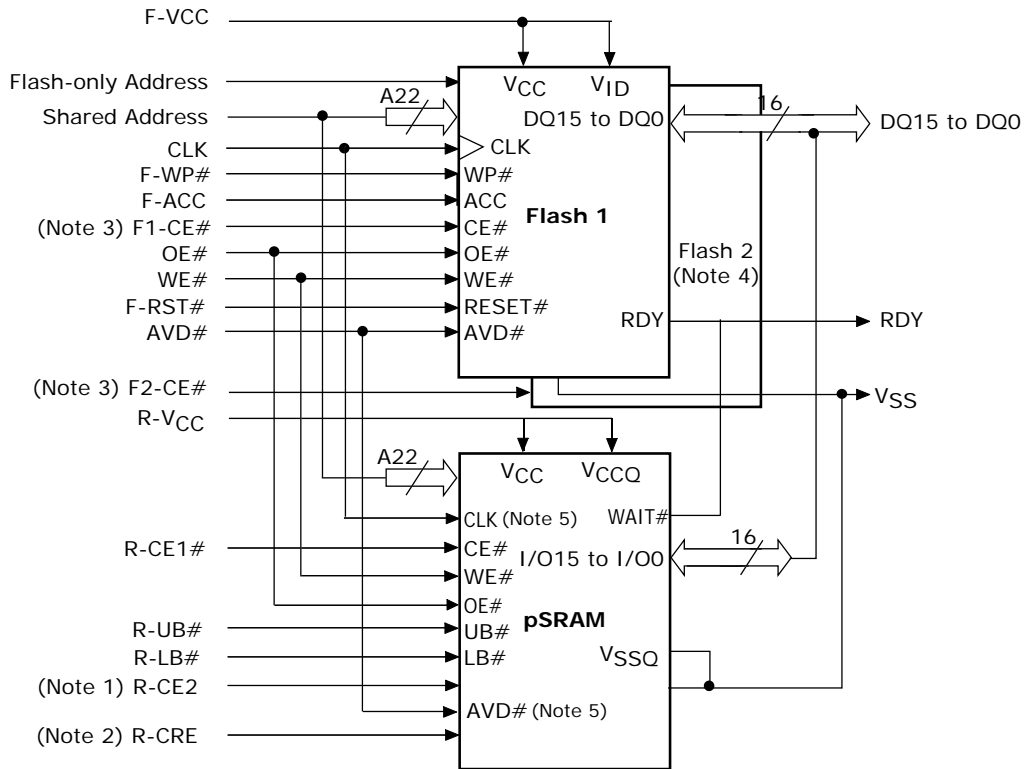 F-VCC
Flash-only Address
Shared Address
CLK
F-WP#
F-ACC
(Note 3) F1-CE#
OE#
WE#
F-RST#
AVD#
(Note 3) F2-CE#
R-VCC
A22
VCC VID
DQ15 to DQ0
CLK
WP#
ACC
Flash 1
CE#
OE#
WE#
RESET#
RDY
AVD#
Flash 2
(Note 4)
16
DQ15 to DQ0
RDY
VSS
A22
VCC VCCQ
CLK (Note 5)
WAIT#
R-CE1#
CE#
I/O15 to I/O0
16
WE#
OE#
pSRAM
R-UB#
UB#
R-LB#
LB#
VSSQ
(Note 1) R-CE2
AVD# (Note 5)
(Note 2) R-CRE